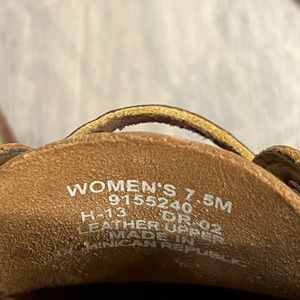 WOMEN'S 7.5M
9155240
H-13 DR-02
LEATHER UPPER
MADE IN
DOMINICAN REPUBLIC